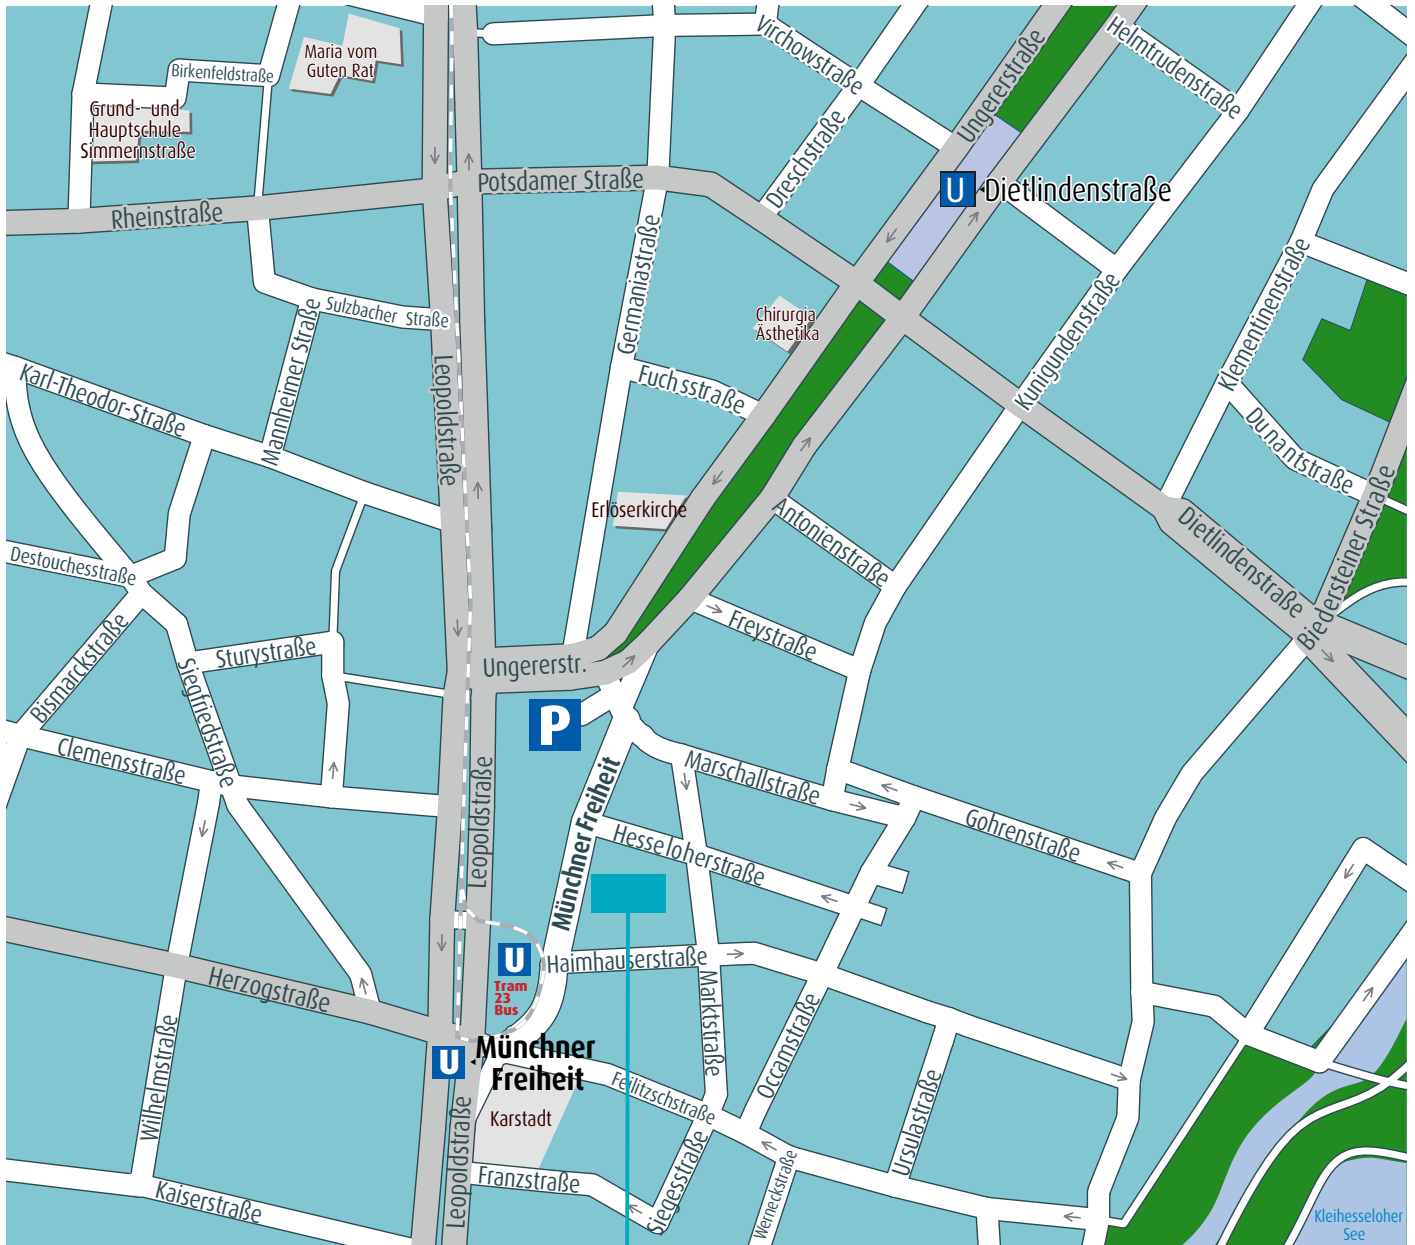 Virchowstraße
Helmtrudenstraße
Ungererstraße
Maria vom
Guten Rat
Birkenfeldstraße
Grund- und
Hauptschule
Simmernstraße
Dreschstraße
Potsdamer Straße
U
Dietlindenstraße
Rheinstraße
Germaniastraße
Sulzbacher Straße
Mannheimer Straße
Chirurgia
Ästhetika
Klementinenstraße
Kunigundenstraße
Leopoldstraße
Karl-Theodor-Straße
Fuchsstraße
Dunantstraße
Erlöserkirche
Antonienstraße
Dietlindenstraße
Biedersteiner Straße
Destouchesstraße
Bismarckstraße
Siegfriedstraße
Sturystraße
Freystraße
Ungererstr.
P
Clemensstraße
Leopoldstraße
Münchner Freiheit
Marschallstraße
Gohrenstraße
Hesseloherstraße
U
Tram
23
Bus
Haimhauserstraße
Herzogstraße
Marktstraße
Occamstraße
Wilhelmstraße
U
Münchner
Freiheit
Feilitzschstraße
Karstadt
Ursulastraße
Leopoldstraße
Franzstraße
Siegesstraße
Werneckstraße
Kaiserstraße
Kleihesseloher
See